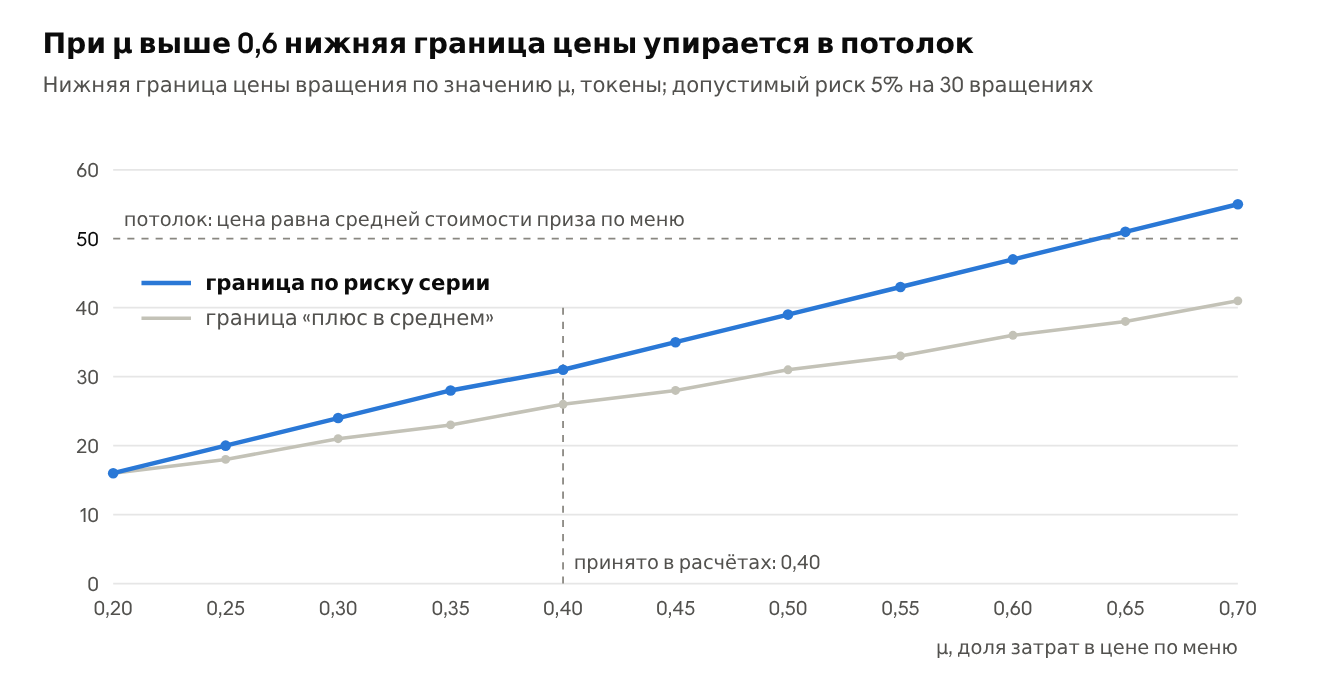 При μ выше 0,6 нижняя граница цены упирается в потолок
Нижняя граница цены вращения по значению μ, токены; допустимый риск 5% на 30 вращениях
60
потолок: цена равна средней стоимости приза по меню
50
граница по риску серии
40
граница «плюс в среднем»
30
20
10
принято в расчётах: 0,40
0
0,20 0,25 0,30 0,35 0,40 0,45 0,50 0,55 0,60 0,65 0,70
μ, доля затрат в цене по меню